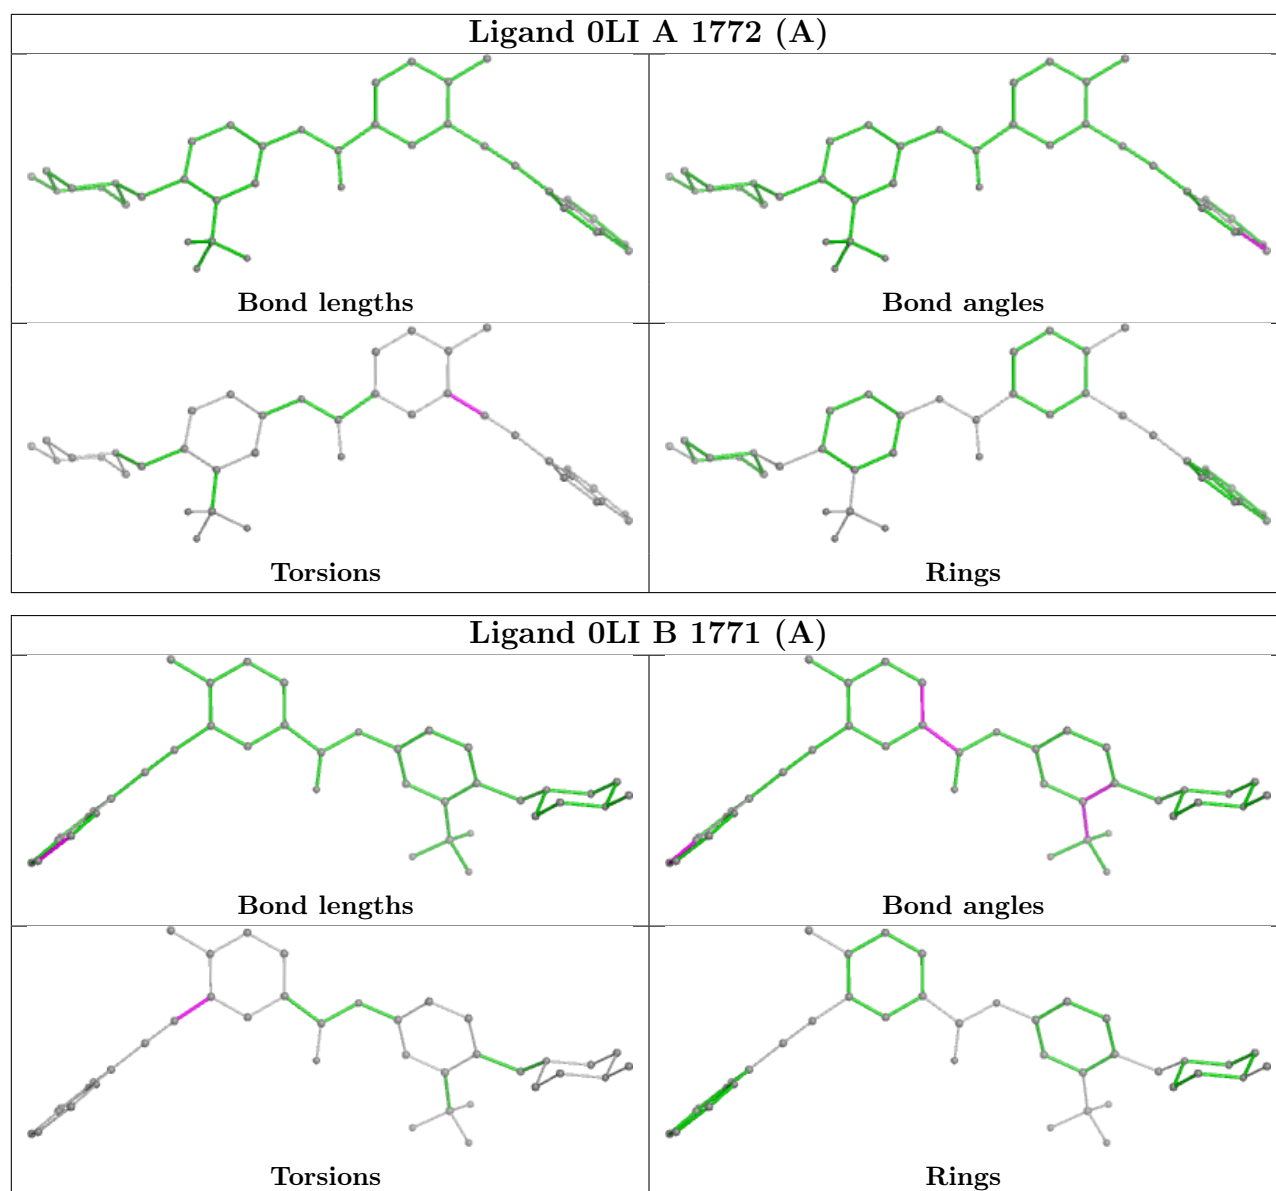 Ligand 0LI A 1772 (A)
Bond lengths
Bond angles
Torsions
Rings
Ligand 0LI B 1771 (A)
Bond lengths
Bond angles
Torsions
Rings